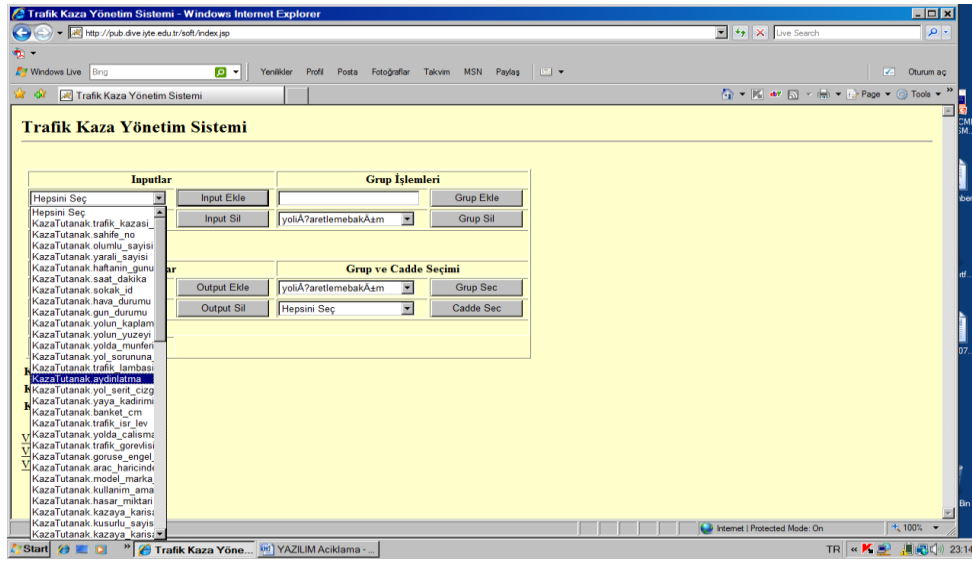 Trafik Kaza Yönetim Sistemi - Windows Internet Explorer
http://pub.dive.iyte.edu.tr/soft/index.jsp
Live Search
Windows Live Bing Yenilikler Profil Posta Fotoğraflar Takvim MSN Paylaş Oturum aç
Trafik Kaza Yönetim Sistemi Page Tools
Trafik Kaza Yönetim Sistemi
Inputlar Grup İşlemleri
Hepsini Seç Input Ekle Grup Ekle
Input Sil yoliÅ?aretlemebakÄ±m Grup Sil
Grup ve Cadde Seçimi
Output Ekle yoliÅ?aretlemebakÄ±m Grup Sec
Output Sil Hepsini Seç Cadde Sec
Hepsini Seç
KazaTutanak.trafik_kazasi_
KazaTutanak.sahife_no
KazaTutanak.olumlu_sayisi
KazaTutanak.yarali_sayisi
KazaTutanak.haftanin_gunu
KazaTutanak.saat_dakika
KazaTutanak.sokak_id
KazaTutanak.hava_durumu
KazaTutanak.gun_durumu
KazaTutanak.yolun_kaplam
KazaTutanak.yolun_yuzeyi
KazaTutanak.yolda_munfen
KazaTutanak.yol_sorununa_
KazaTutanak.trafik_lambasi
KazaTutanak.aydinlatma
KazaTutanak.yol_serit_cizg
KazaTutanak.yaya_kadirimi
KazaTutanak.banket_cm
KazaTutanak.trafik_isr_lev
KazaTutanak.yolda_calisma
KazaTutanak.trafik_gorevlisi
KazaTutanak.goruse_engel_
KazaTutanak.arac_haricinde
KazaTutanak.model_marka_
KazaTutanak.kullanim_ama
KazaTutanak.hasar_miktari
KazaTutanak.kazaya_karisa
KazaTutanak.kusurlu_sayis
KazaTutanak.kazaya_karisa
Internet | Protected Mode: On 100%
Start Trafik Kaza Yöne... YAZILIM Aciklama - ... TR 23:14